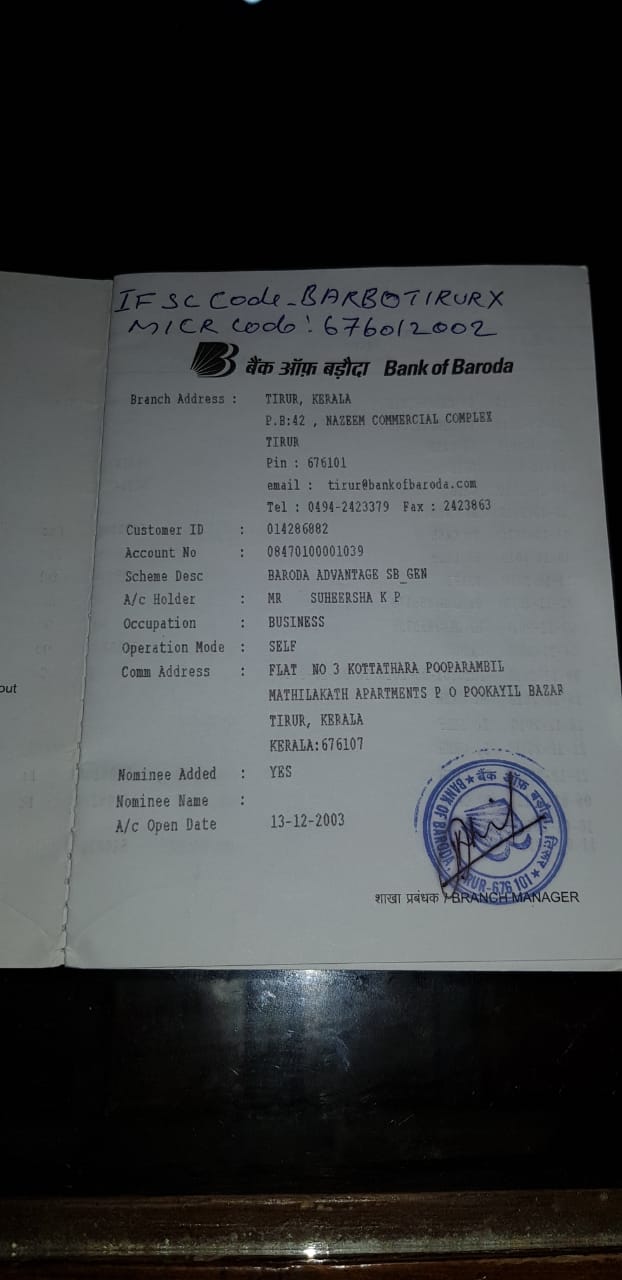 IFSC Code-BARB0TIRURX
MICR Code: 676012002
बैंक ऑफ़ बड़ौदा Bank of Baroda
Branch Address : TIRUR, KERALA
P.B:42 , NAZEEM COMMERCIAL COMPLEX
TIRUR
Pin : 676101
email : tirur@bankofbaroda.com
Tel : 0494-2423379 Fax : 2423863
Customer ID : 014286882
Account No : 08470100001039
Scheme Desc BARODA ADVANTAGE SB_GEN
A/c Holder : MR SUHEERSHA K P
Occupation : BUSINESS
Operation Mode : SELF
Comm Address : FLAT NO 3 KOTTATHARA POOPARAMBIL
out
MATHILAKATH APARTMENTS P O POOKAYIL BAZAR
TIRUR, KERALA
KERALA:676107
Nominee Added : YES
Nominee Name :
A/c Open Date 13-12-2003
★ बैंक ऑफ़ बड़ौदा, तिरूर ★
BANK OF BARODA, TIRUR-676 101
शाखा प्रबंधक / BRANCH MANAGER